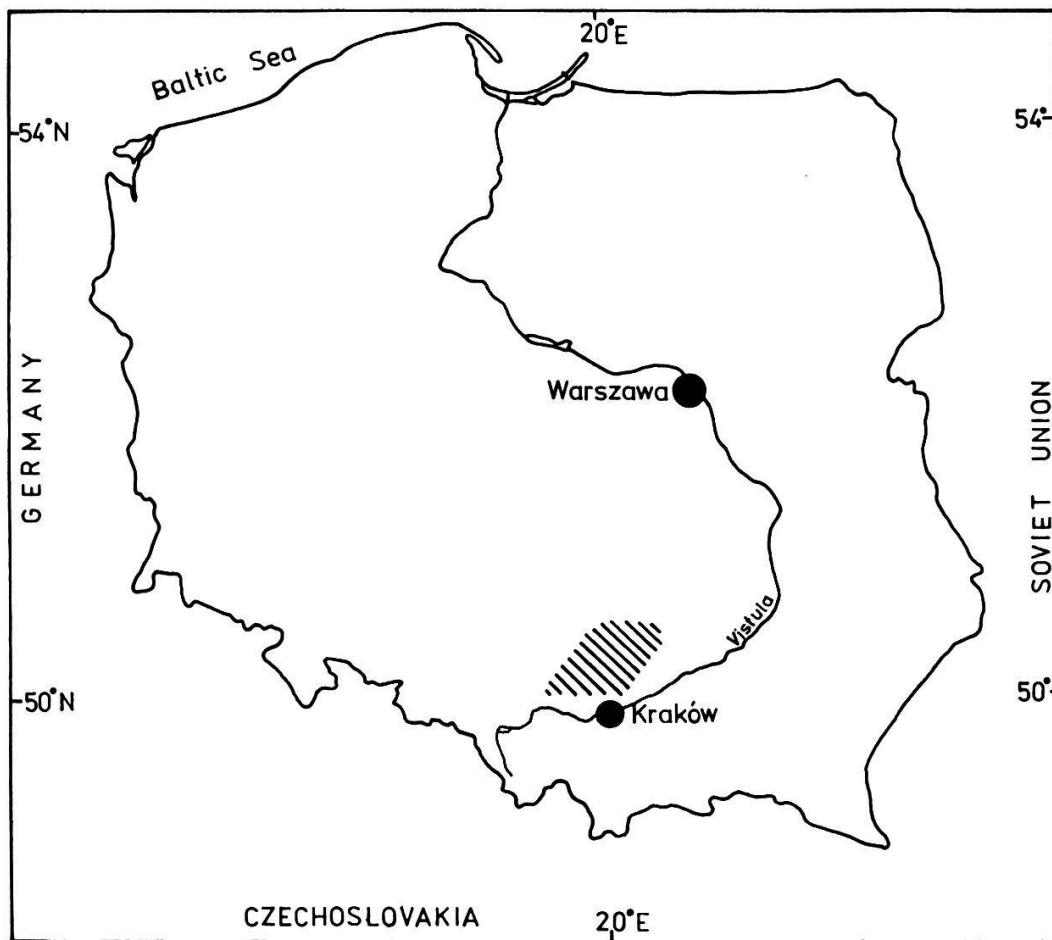 20°E
Baltic Sea
54°N
54°
GERMANY
Warszawa
SOVIET UNION
Vistula
50°N
50°
Kraków
CZECHOSLOVAKIA
20°E